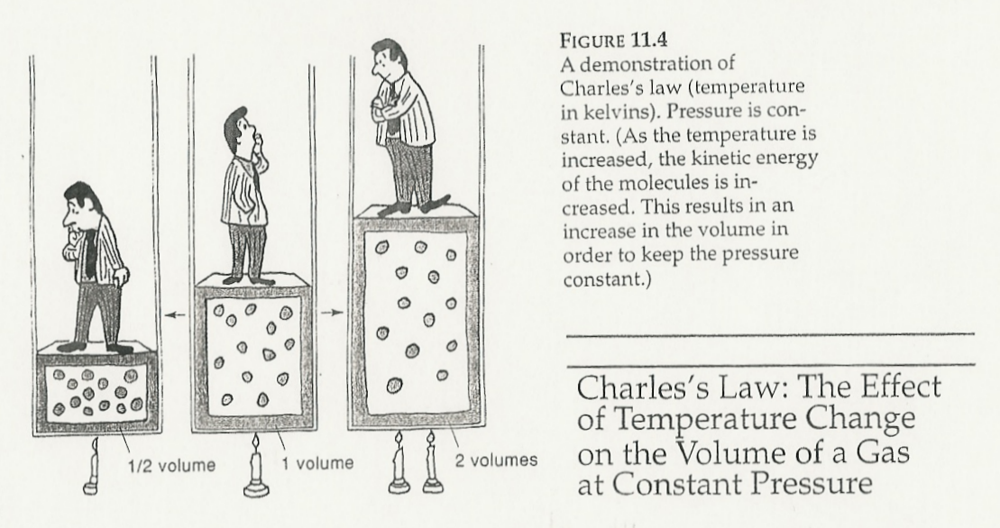 FIGURE 11.4
A demonstration of
Charles's law (temperature
in kelvins). Pressure is con-
stant. (As the temperature is
increased, the kinetic energy
of the molecules is in-
creased. This results in an
increase in the volume in
order to keep the pressure
constant.)
1/2 volume
1 volume
2 volumes
Charles's Law: The Effect
of Temperature Change
on the Volume of a Gas
at Constant Pressure